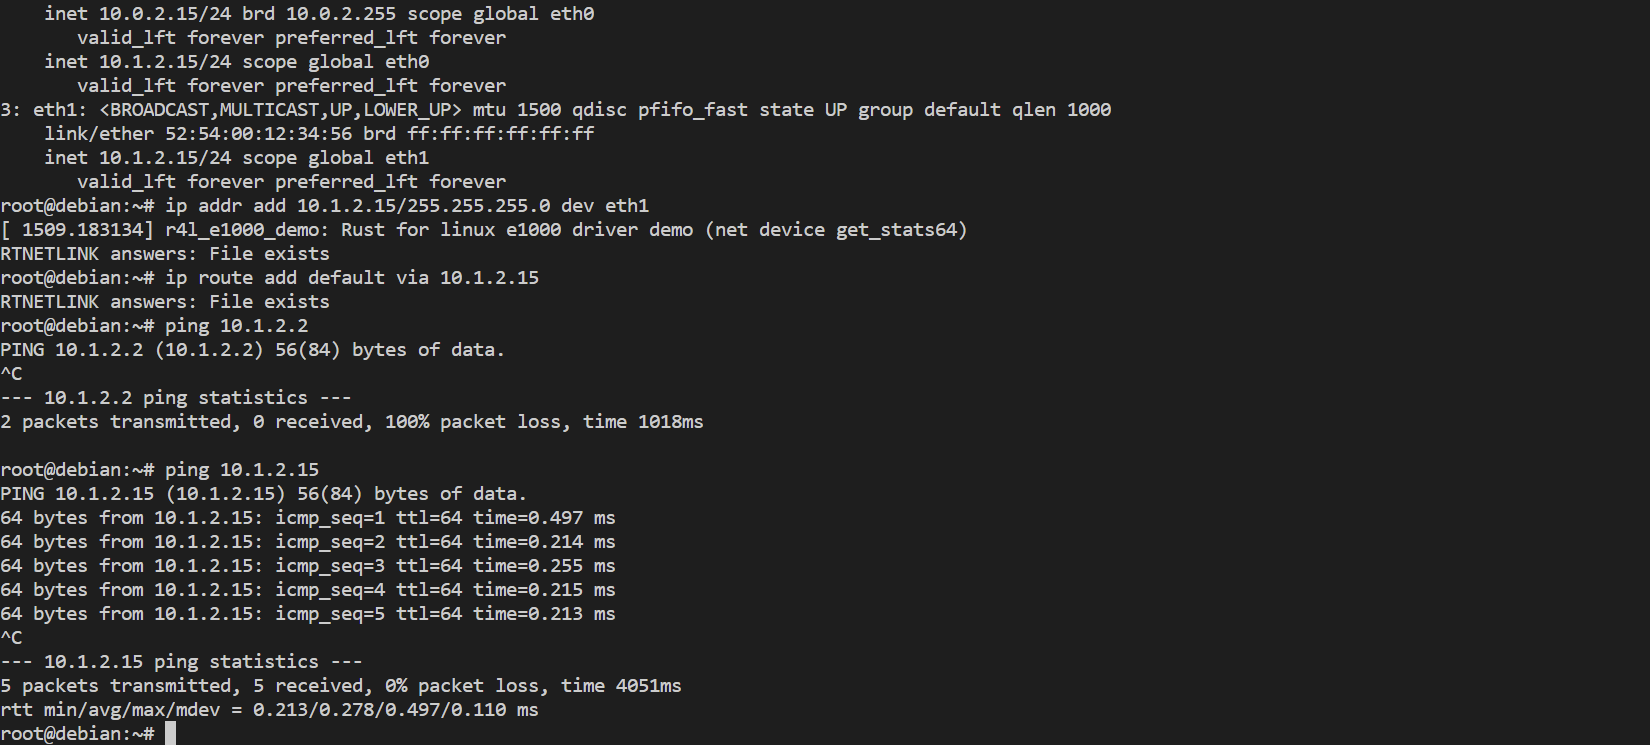 inet 10.0.2.15/24 brd 10.0.2.255 scope global eth0
valid_lft forever preferred_lft forever
inet 10.1.2.15/24 scope global eth0
valid_lft forever preferred_lft forever
3: eth1: <BROADCAST,MULTICAST,UP,LOWER_UP> mtu 1500 qdisc pfifo_fast state UP group default qlen 1000
link/ether 52:54:00:12:34:56 brd ff:ff:ff:ff:ff:ff
inet 10.1.2.15/24 scope global eth1
valid_lft forever preferred_lft forever
root@debian:~# ip addr add 10.1.2.15/255.255.255.0 dev eth1
[ 1509.183134] r4l_e1000_demo: Rust for linux e1000 driver demo (net device get_stats64)
RTNETLINK answers: File exists
root@debian:~# ip route add default via 10.1.2.15
RTNETLINK answers: File exists
root@debian:~# ping 10.1.2.2
PING 10.1.2.2 (10.1.2.2) 56(84) bytes of data.
^C
--- 10.1.2.2 ping statistics ---
2 packets transmitted, 0 received, 100% packet loss, time 1018ms
root@debian:~# ping 10.1.2.15
PING 10.1.2.15 (10.1.2.15) 56(84) bytes of data.
64 bytes from 10.1.2.15: icmp_seq=1 ttl=64 time=0.497 ms
64 bytes from 10.1.2.15: icmp_seq=2 ttl=64 time=0.214 ms
64 bytes from 10.1.2.15: icmp_seq=3 ttl=64 time=0.255 ms
64 bytes from 10.1.2.15: icmp_seq=4 ttl=64 time=0.215 ms
64 bytes from 10.1.2.15: icmp_seq=5 ttl=64 time=0.213 ms
^C
--- 10.1.2.15 ping statistics ---
5 packets transmitted, 5 received, 0% packet loss, time 4051ms
rtt min/avg/max/mdev = 0.213/0.278/0.497/0.110 ms
root@debian:~#